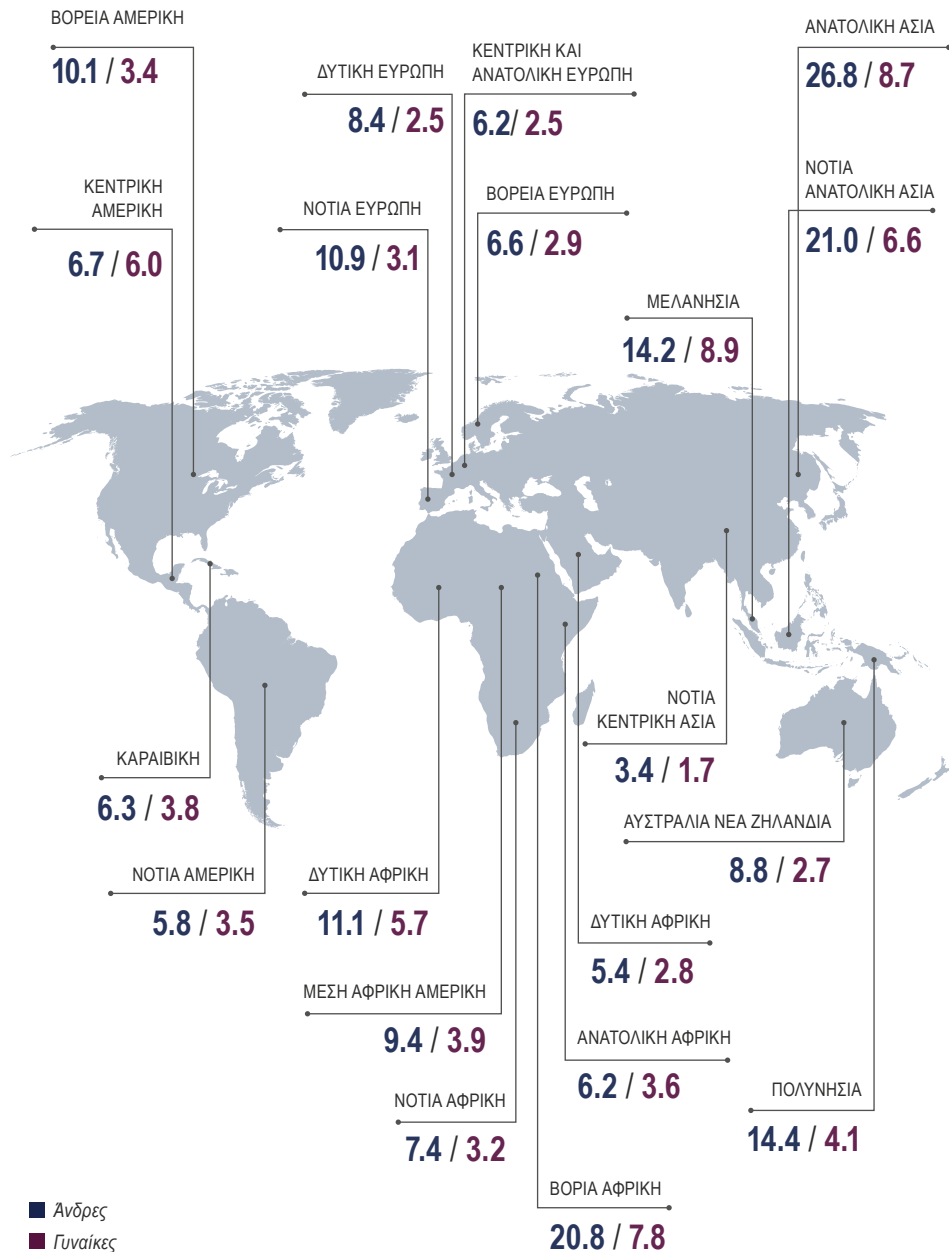 ΒΟΡΕΙΑ ΑΜΕΡΙΚΗ
10.1 / 3.4
ΔΥΤΙΚΗ ΕΥΡΩΠΗ
8.4 / 2.5
ΚΕΝΤΡΙΚΗ ΚΑΙ
ΑΝΑΤΟΛΙΚΗ ΕΥΡΩΠΗ
6.2/ 2.5
ΑΝΑΤΟΛΙΚΗ ΑΣΙΑ
26.8 / 8.7
ΚΕΝΤΡΙΚΗ
ΑΜΕΡΙΚΗ
6.7 / 6.0
ΝΟΤΙΑ ΕΥΡΩΠΗ
10.9 / 3.1
ΒΟΡΕΙΑ ΕΥΡΩΠΗ
6.6 / 2.9
ΝΟΤΙΑ
ΑΝΑΤΟΛΙΚΗ ΑΣΙΑ
21.0 / 6.6
ΜΕΛΑΝΗΣΙΑ
14.2 / 8.9
ΝΟΤΙΑ
ΚΕΝΤΡΙΚΗ ΑΣΙΑ
3.4 / 1.7
ΚΑΡΑΙΒΙΚΗ
6.3 / 3.8
ΑΥΣΤΡΑΛΙΑ ΝΕΑ ΖΗΛΑΝΔΙΑ
8.8 / 2.7
ΝΟΤΙΑ ΑΜΕΡΙΚΗ
5.8 / 3.5
ΔΥΤΙΚΗ ΑΦΡΙΚΗ
11.1 / 5.7
ΔΥΤΙΚΗ ΑΦΡΙΚΗ
5.4 / 2.8
ΜΕΣΗ ΑΦΡΙΚΗ ΑΜΕΡΙΚΗ
9.4 / 3.9
ΑΝΑΤΟΛΙΚΗ ΑΦΡΙΚΗ
6.2 / 3.6
ΝΟΤΙΑ ΑΦΡΙΚΗ
7.4 / 3.2
ΠΟΛΥΝΗΣΙΑ
14.4 / 4.1
ΒΟΡΙΑ ΑΦΡΙΚΗ
20.8 / 7.8
Άνδρες
Γυναίκες